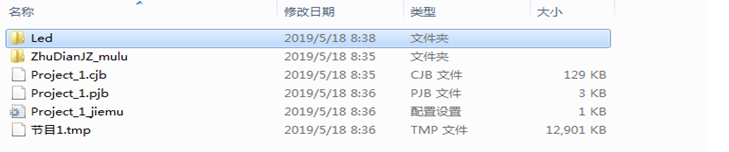 名称 修改日期 类型 大小
Led 2019/5/18 8:38 文件夹
ZhuDianJZ_mulu 2019/5/18 8:35 文件夹
Project_1.cjb 2019/5/18 8:35 CJB 文件 129 KB
Project_1.pjb 2019/5/18 8:36 PJB 文件 3 KB
Project_1_jiemu 2019/5/18 8:36 配置设置 1 KB
节目1.tmp 2019/5/18 8:36 TMP 文件 12,901 KB